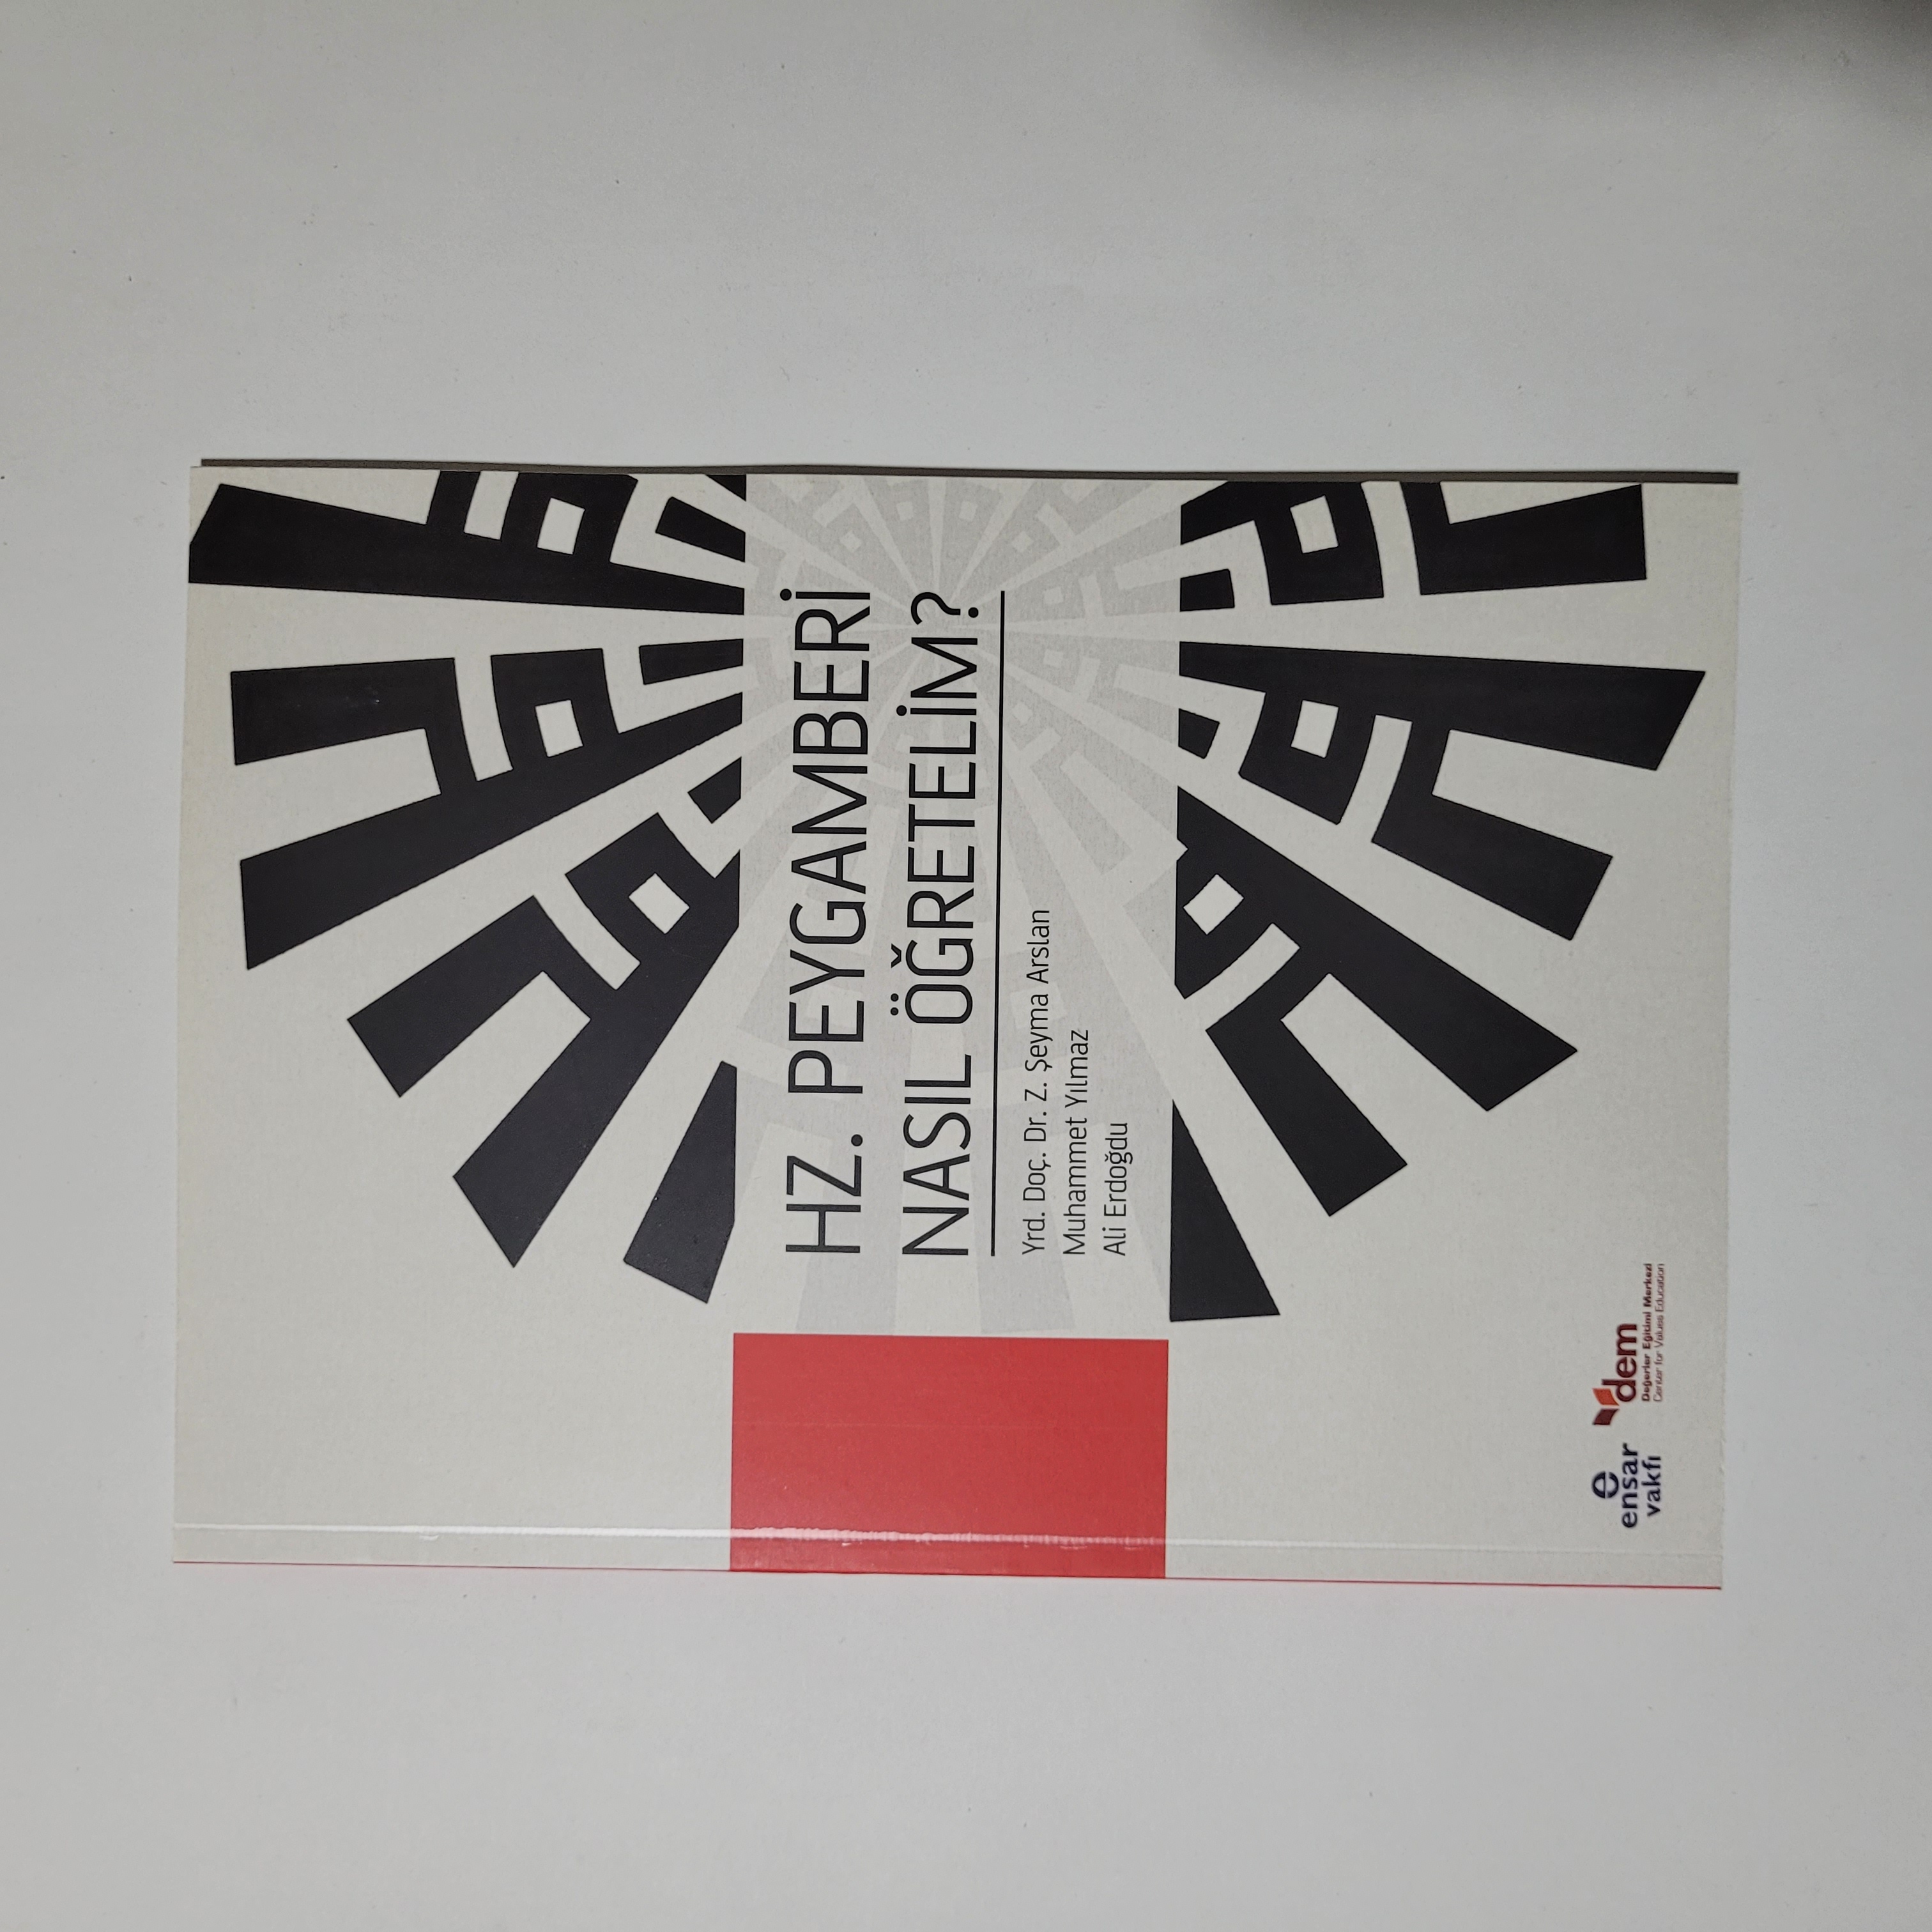 HZ. PEYGAMBERİ
NASIL ÖĞRETELİM?
Yrd. Doç. Dr. Z. Şeyma Arslan
Muhammet Yılmaz
Ali Erdoğdu
e
ensar
vakfı
dem
Değerler Eğitimi Merkezi
Center for Values Education